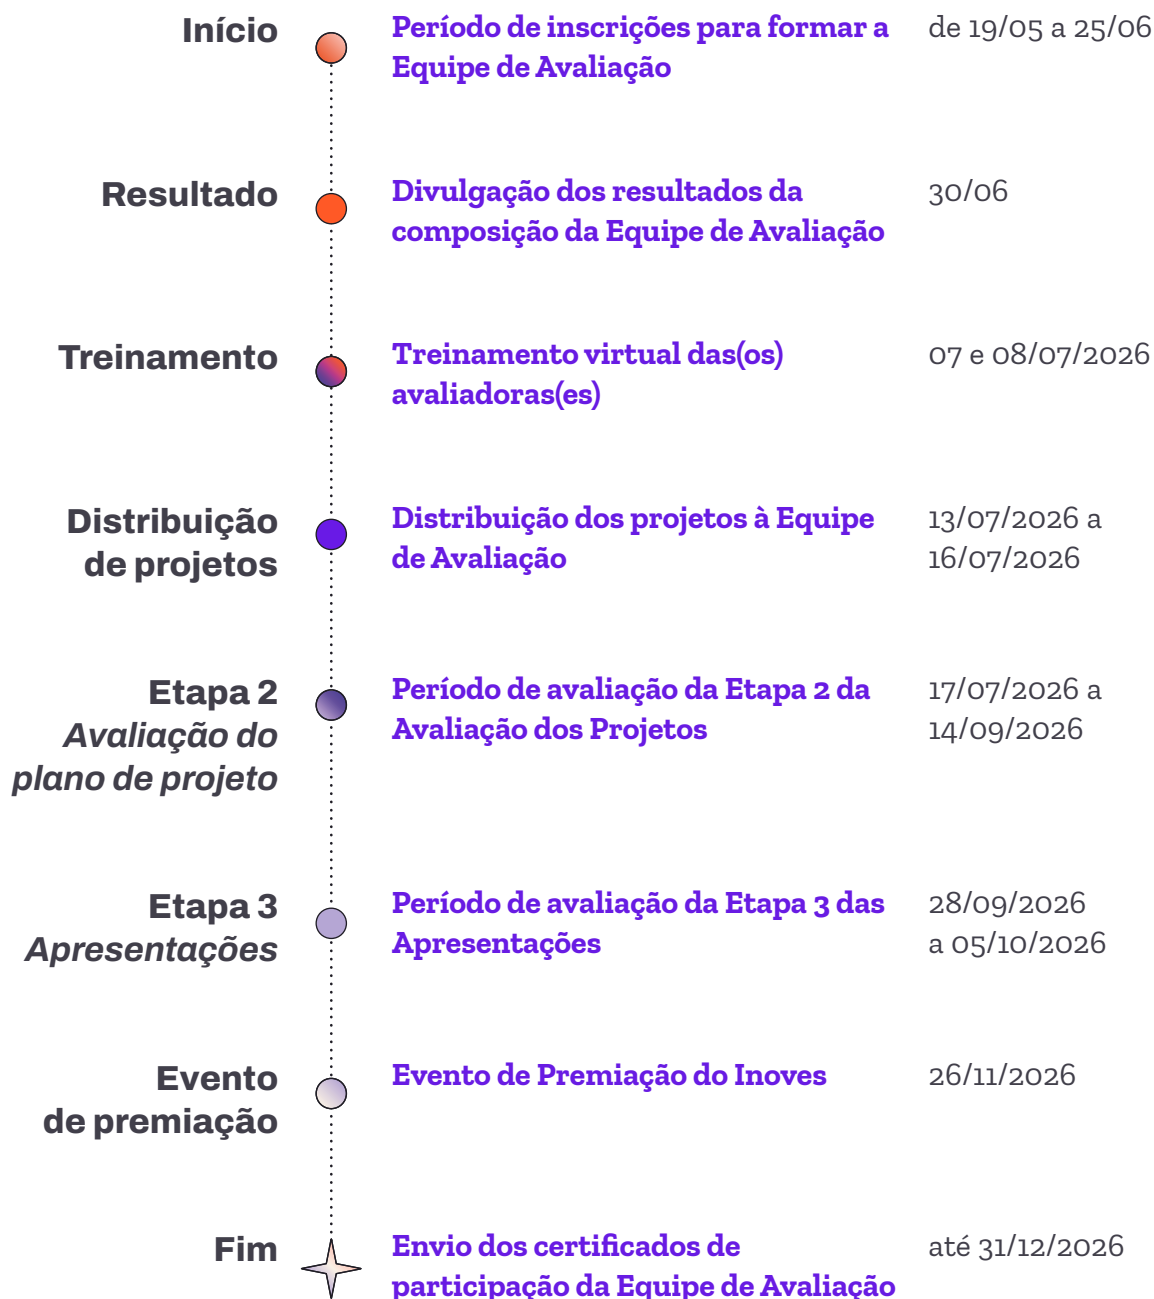 Início
Período de inscrições para formar a
Equipe de Avaliação
de 19/05 a 25/06
Resultado
Divulgação dos resultados da
composição da Equipe de Avaliação
30/06
Treinamento
Treinamento virtual das(os)
avaliadoras(es)
07 e 08/07/2026
Distribuição
de projetos
Distribuição dos projetos à Equipe
de Avaliação
13/07/2026 a
16/07/2026
Etapa 2
Avaliação do
plano de projeto
Período de avaliação da Etapa 2 da
Avaliação dos Projetos
17/07/2026 a
14/09/2026
Etapa 3
Apresentações
Período de avaliação da Etapa 3 das
Apresentações
28/09/2026
a 05/10/2026
Evento
de premiação
Evento de Premiação do Inoves
26/11/2026
Fim
Envio dos certificados de
participação da Equipe de Avaliação
até 31/12/2026